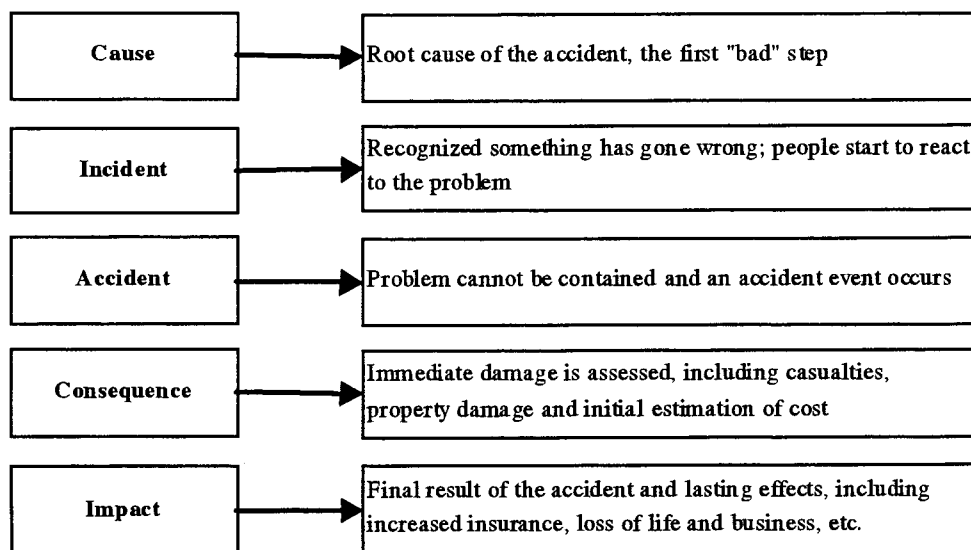 Cause
Root cause of the accident, the first "bad" step
Incident
Recognized something has gone wrong; people start to react
to the problem
Accident
Problem cannot be contained and an accident event occurs
Consequence
Immediate damage is assessed, including casualties,
property damage and initial estimation of cost
Impact
Final result of the accident and lasting effects, including
increased insurance, loss of life and business, etc.